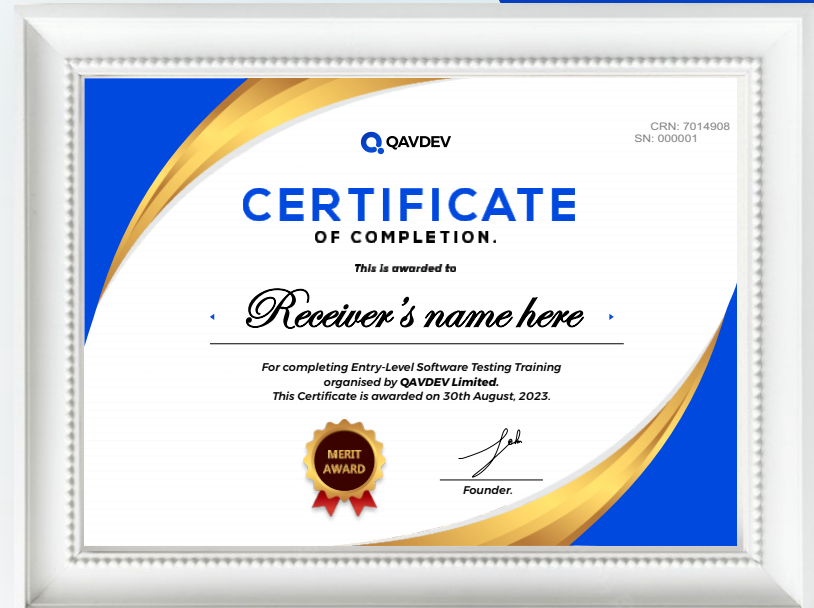 CRN: 7014908
SN: 000001
QAVDEV
CERTIFICATE
OF COMPLETION.
This is awarded to
Receiver's name here
For completing Entry-Level Software Testing Training
organised by QAVDEV Limited.
This Certificate is awarded on 30th August, 2023.
MERIT
AWARD
Founder.